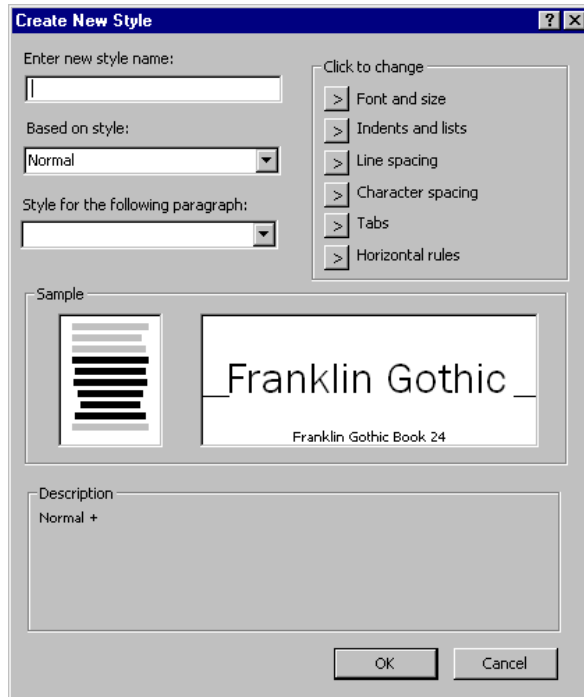 Create New Style
Enter new style name:
Based on style:
Normal
Style for the following paragraph:
Click to change
> Font and size
> Indents and lists
> Line spacing
> Character spacing
> Tabs
> Horizontal rules
Sample
Franklin Gothic
Franklin Gothic Book 24
Description
Normal +
OK Cancel